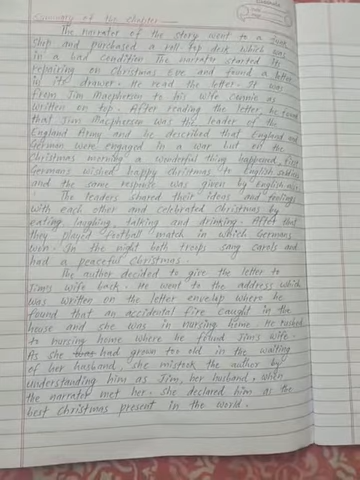 Summary of the chapter
The narrator of the story went to a junk
shop and purchased a roll top desk which was
in a bad condition. The narrator started its
repairing on Christmas Eve and found a letter
in its drawer. He read the letter. It was
from Jim Macpherson to his wife Connie as
written on top. After reading the letter, he found
that Jim Macpherson was the leader of the
England Army and he described that England and
German were engaged in a war but on the
Christmas morning a wonderful thing happened, first
Germans wished happy Christmas to English soldiers
and the same response was given by English
The leaders shared their ideas and feelings
with each other and celebrated Christmas by
eating, laughing, talking and drinking. After that
they played football match in which Germans
won. In the night both troops sang carols and
had a peaceful Christmas.
The author decided to give the letter to
Jim's wife back. He went to the address which
was written on the letter envelup where he
found that an accidental fire caught in the
house and she was in nursing home. He rushed
to nursing home where he found Jim's wife.
As she had grown too old in the waiting
of her husband, she mistook the author by
understanding him as Jim, her husband. When
the narrator met her. She declared him as the
best Christmas present in the world.